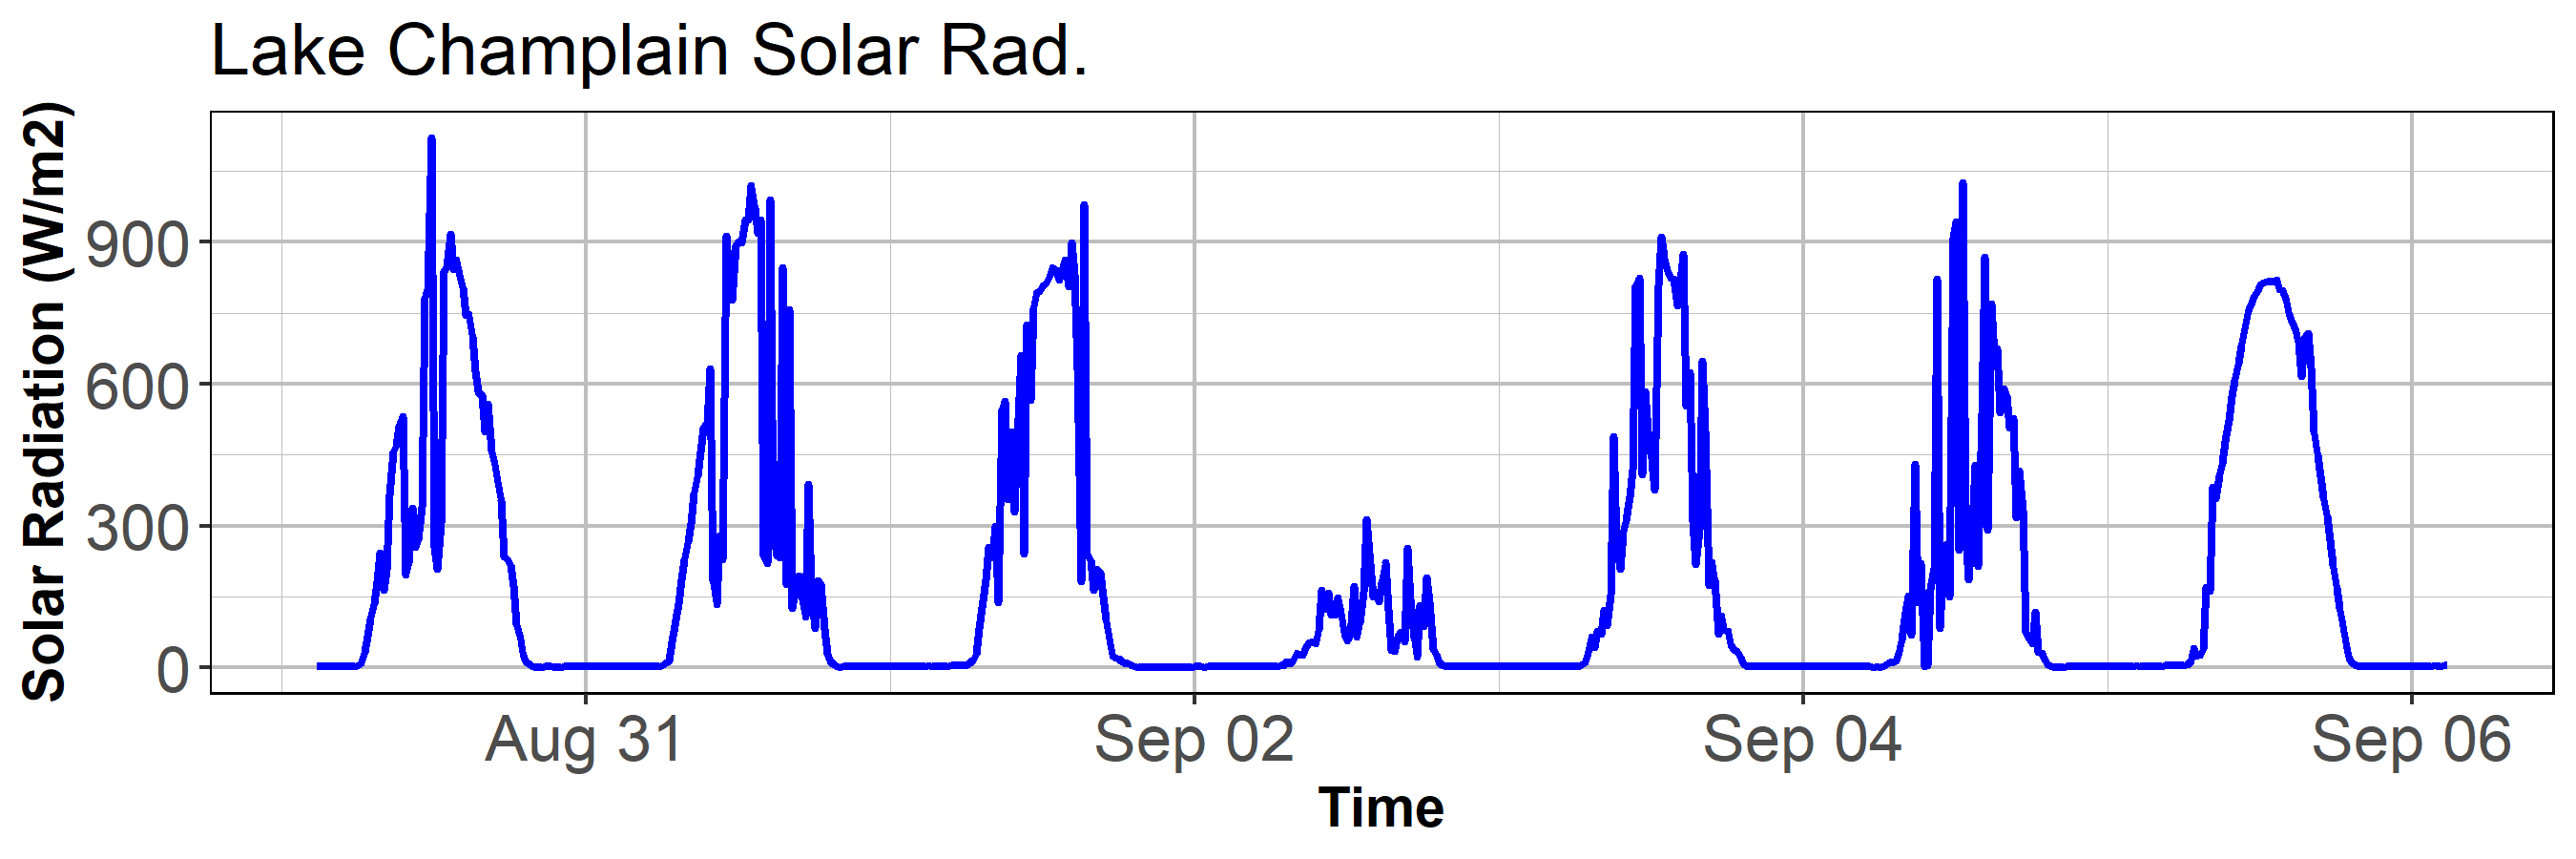 Lake Champlain Solar Rad.
Solar Radiation (W/m2)
900
600
300
0
Aug 31
Sep 02
Sep 04
Sep 06
Time